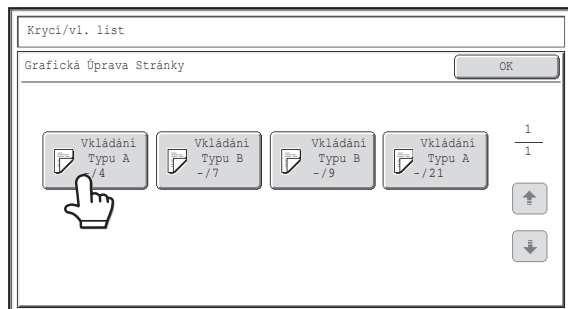 Krycí/vl. list
Grafická Úprava Stránky
OK
Vkládání
Typu A
-/4
Vkládání
Typu B
-/7
Vkládání
Typu B
-/9
Vkládání
Typu A
-/21
1
1